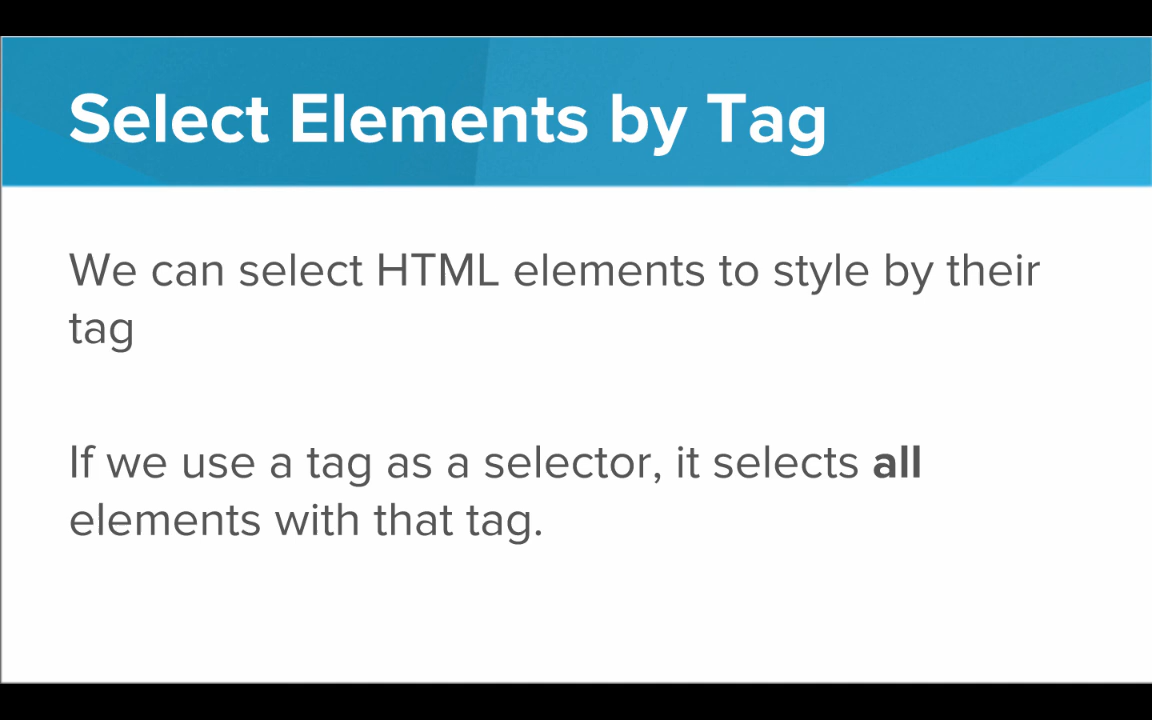 Select Elements by Tag
We can select HTML elements to style by their
tag
If we use a tag as a selector, it selects all
elements with that tag.